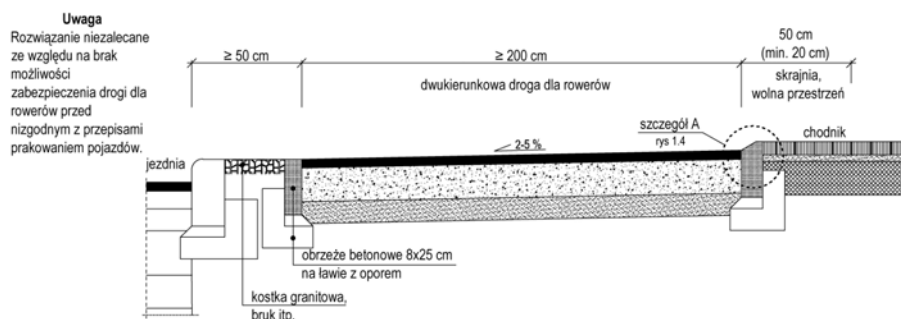 Uwaga
Rozwiązanie niezalecane
ze względu na brak
możliwości
zabezpieczenia drogi dla
rowerów przed
nizgodnym z przepisami
prakowaniem pojazdów.
≥ 50 cm
≥ 200 cm
50 cm
(min. 20 cm)
dwukierunkowa droga dla rowerów
skrajnia,
wolna przestrzeń
szczegół A
rys 1.4
chodnik
2-5 %
jezdnia
obrzeże betonowe 8x25 cm
na ławie z oporem
kostka granitowa,
bruk itp.